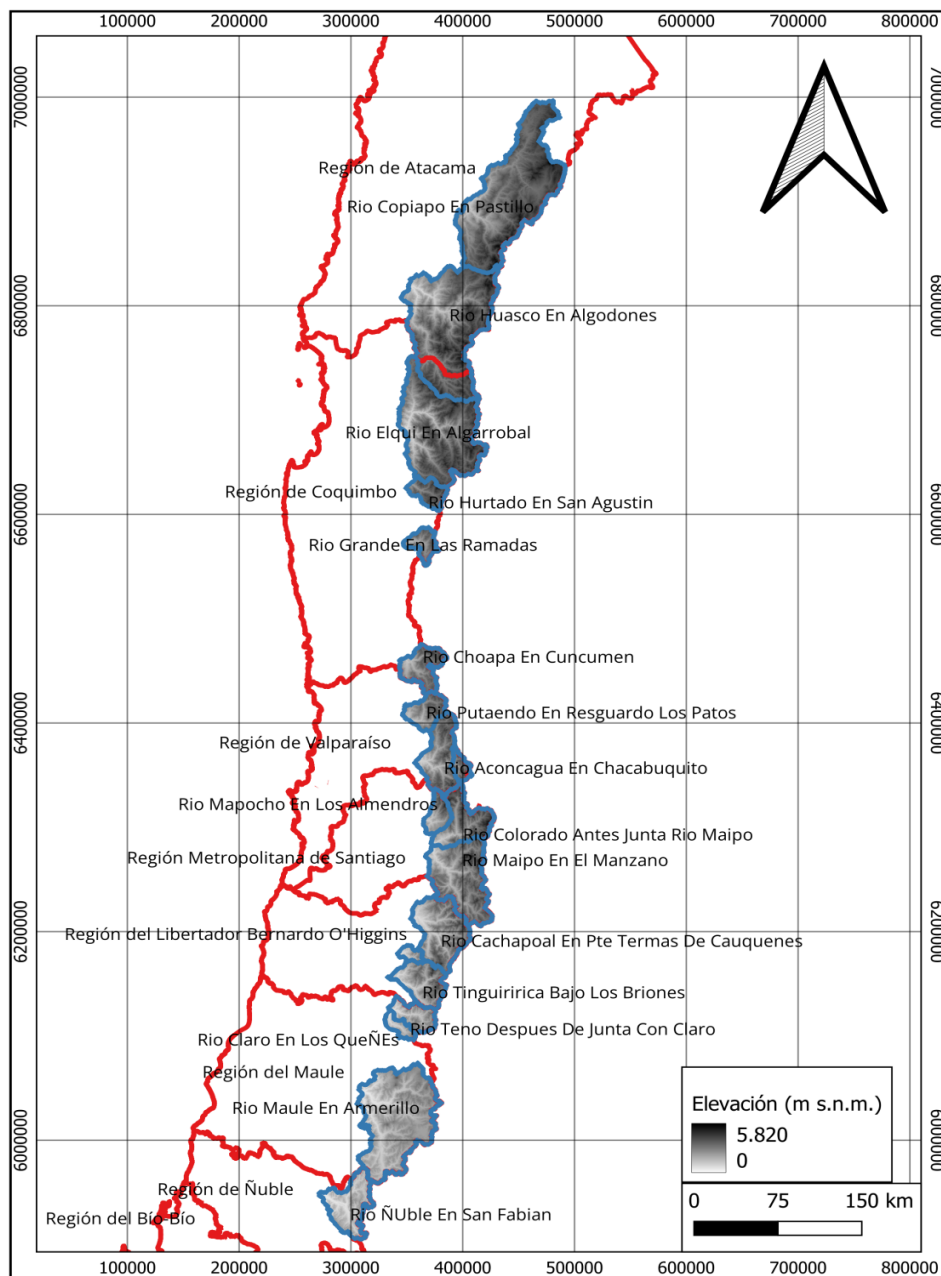 100000 200000 300000 400000 500000 600000 700000 800000
7000000 7000000
Región de Atacama
Rio Copiapo En Pastillo
6800000 6800000
Rio Huasco En Algodones
Rio Elqui En Algarrobal
Región de Coquimbo
Rio Hurtado En San Agustin
6600000 6600000
Rio Grande En Las Ramadas
Rio Choapa En Cuncumen
Rio Putaendo En Resguardo Los Patos
6400000 6400000
Región de Valparaíso
Rio Aconcagua En Chacabuquito
Rio Mapocho En Los Almendros
Rio Colorado Antes Junta Rio Maipo
Región Metropolitana de Santiago
Rio Maipo En El Manzano
Región del Libertador Bernardo O'Higgins
6200000 6200000
Rio Cachapoal En Pte Termas De Cauquenes
Rio Tinguiririca Bajo Los Briones
Rio Teno Despues De Junta Con Claro
Rio Claro En Los QueÑEs
Región del Maule
Rio Maule En Armerillo
6000000 6000000
Región de Ñuble
Región del Bío-Bío
Rio ÑUble En San Fabian
Elevación (m s.n.m.)
5.820
0
0 75 150 km
100000 200000 300000 400000 500000 600000 700000 800000